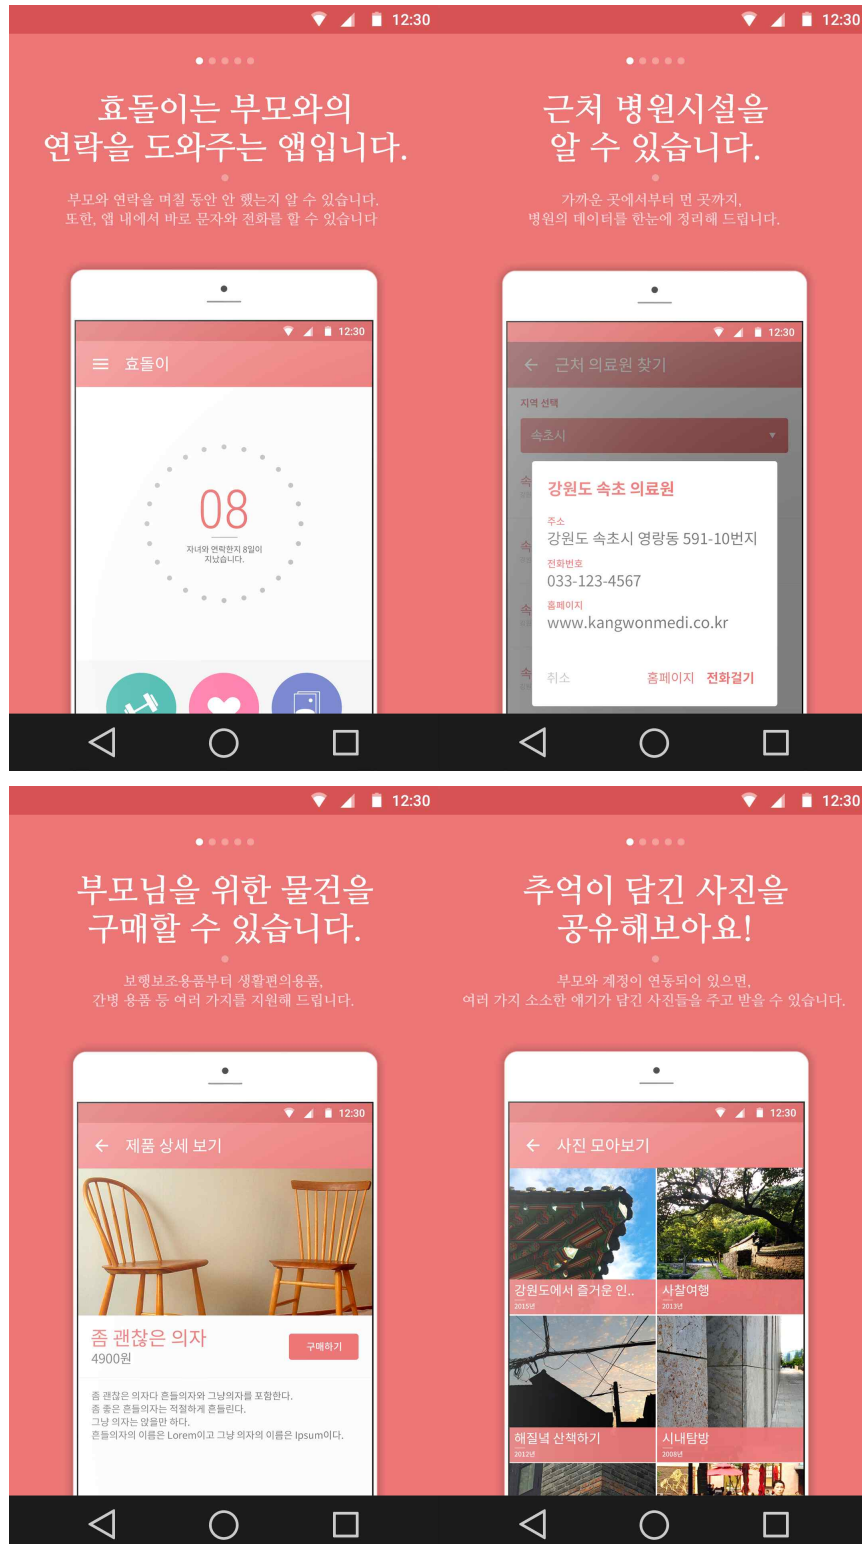 12:30
효돌이는 부모와의
연락을 도와주는 앱입니다.
부모와 연락을 며칠 동안 안 했는지 알 수 있습니다.
또한, 앱 내에서 바로 문자와 전화를 할 수 있습니다
12:30
효돌이
08
자녀와 연락한지 8일이
지났습니다.
12:30
근처 병원시설을
알 수 있습니다.
가까운 곳에서부터 먼 곳까지,
병원의 데이터를 한눈에 정리해 드립니다.
12:30
근처 의료원 찾기
지역 선택
속초시
속
속
속
속
강원도 속초 의료원
주소
강원도 속초시 영랑동 591-10번지
전화번호
033-123-4567
홈페이지
www.kangwonmedi.co.kr
취소 홈페이지 전화걸기
12:30
부모님을 위한 물건을
구매할 수 있습니다.
보행보조용품부터 생활편의용품,
간병 용품 등 여러 가지를 지원해 드립니다.
12:30
제품 상세 보기
좀 괜찮은 의자
4900원
구매하기
좀 괜찮은 의자다 흔들의자와 그냥의자를 포함한다.
좀 좋은 흔들의자는 적절하게 흔들린다.
그냥 의자는 앉을만 하다.
흔들의자의 이름은 Lorem이고 그냥 의자의 이름은 Ipsum이다.
12:30
추억이 담긴 사진을
공유해보아요!
부모와 계정이 연동되어 있으면,
여러 가지 소소한 얘기가 담긴 사진들을 주고 받을 수 있습니다.
12:30
사진 모아보기
강원도에서 즐거운 인..
2015년
사찰여행
2013년
해질녘 산책하기
2012년
시내탐방
2008년